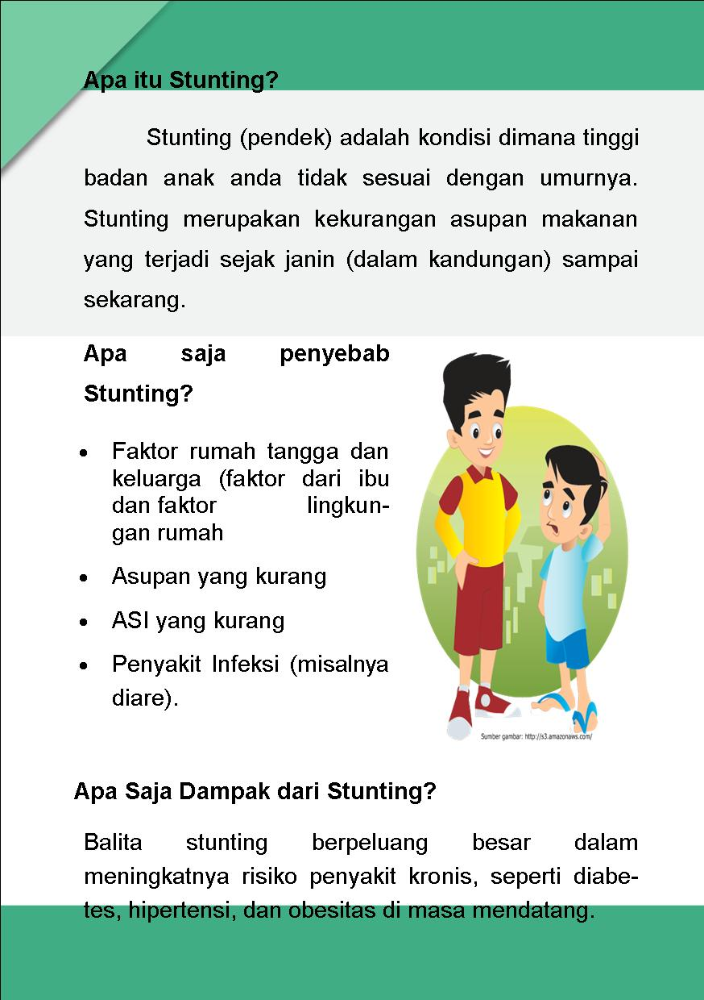 Apa itu Stunting?
Stunting (pendek) adalah kondisi dimana tinggi
badan anak anda tidak sesuai dengan umurnya.
Stunting merupakan kekurangan asupan makanan
yang terjadi sejak janin (dalam kandungan) sampai
sekarang.
Apa saja penyebab
Stunting?
• Faktor rumah tangga dan
keluarga (faktor dari ibu
dan faktor lingkun-
gan rumah
• Asupan yang kurang
• ASI yang kurang
• Penyakit Infeksi (misalnya
diare).
Sumber gambar: http://s3.amazonaws.com/
Apa Saja Dampak dari Stunting?
Balita stunting berpeluang besar dalam
meningkatnya risiko penyakit kronis, seperti diabe-
tes, hipertensi, dan obesitas di masa mendatang.